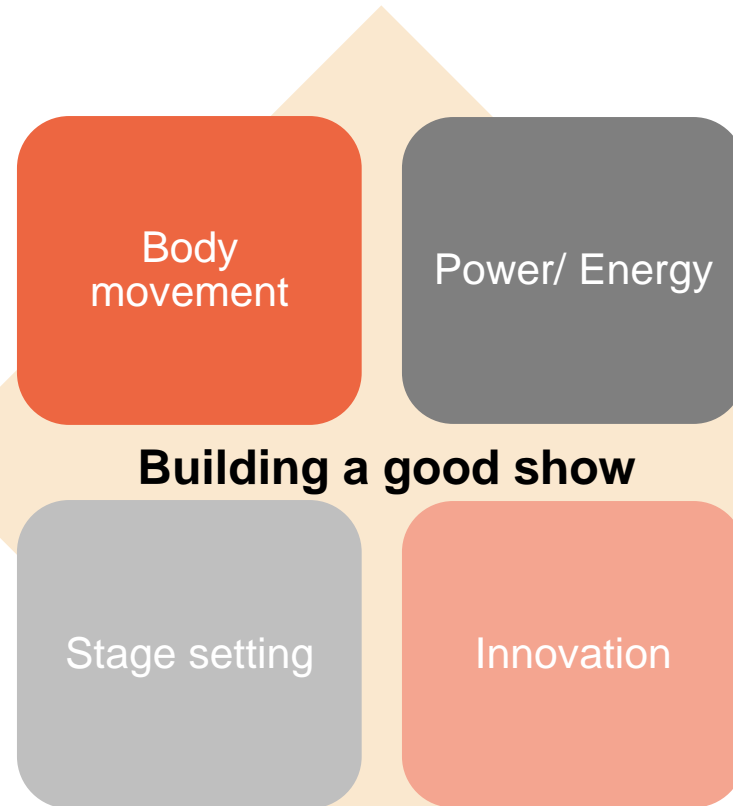 Body
movement
Power/ Energy
Building a good show
Stage setting
Innovation